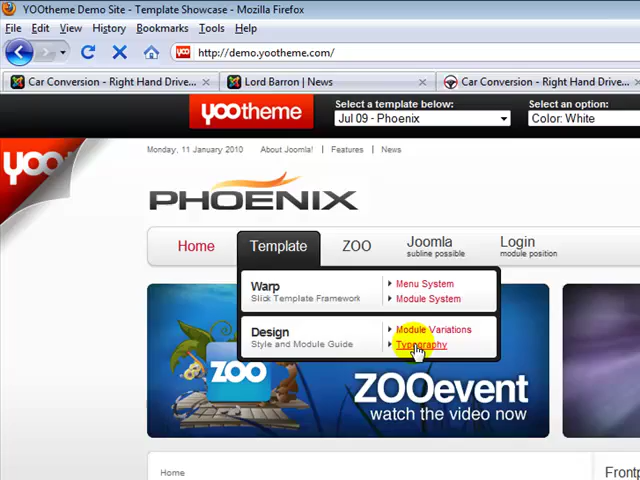 YOOtheme Demo Site - Template Showcase - Mozilla Firefox
File Edit View History Bookmarks Tools Help
http://demo.yootheme.com/
Car Conversion - Right Hand Drive... Lord Barron | News Car Conversion - Right Hand Drive...
yootheme
Select a template below: Select an option:
Jul 09 - Phoenix Color: White
Monday, 11 January 2010 About Joomla! Features News
PHOENIX
Home Template ZOO Joomla Login
subline possible module position
Warp Menu System
Slick Template Framework Module System
Design Module Variations
Style and Module Guide Typography
ZOO
ZOOevent
watch the video now
Home